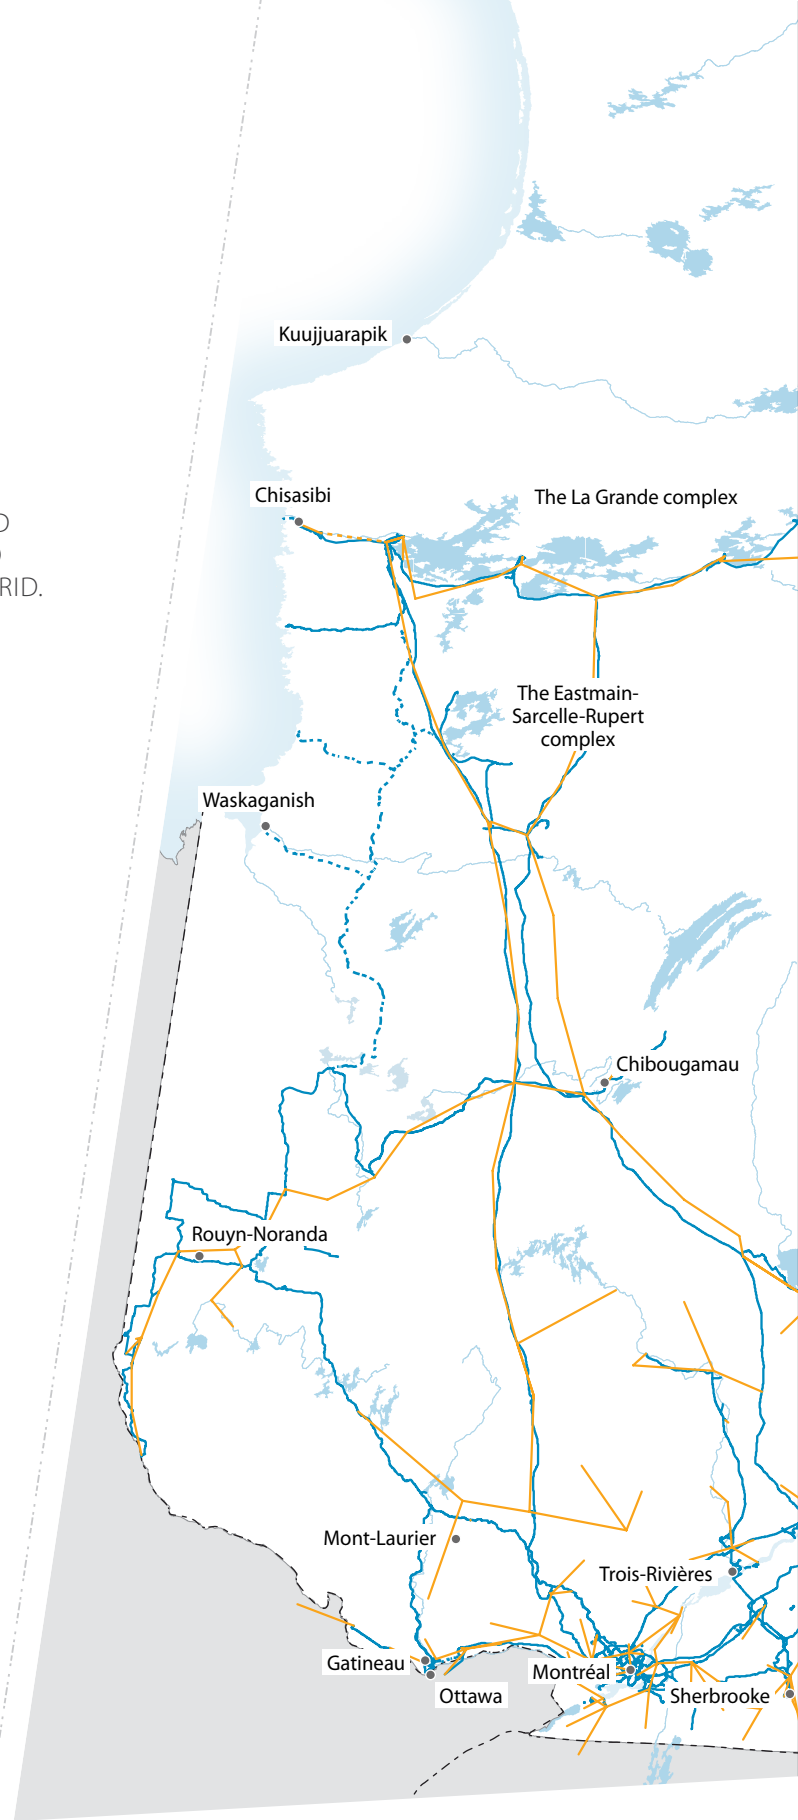 Kuujjuarapik
Chisasibi
The La Grande complex
RID.
The Eastmain-
Sarcelle-Rupert
complex
Waskaganish
Chibougamau
Rouyn-Noranda
Mont-Laurier
Trois-Rivières
Gatineau
Montréal
Ottawa
Sherbrooke